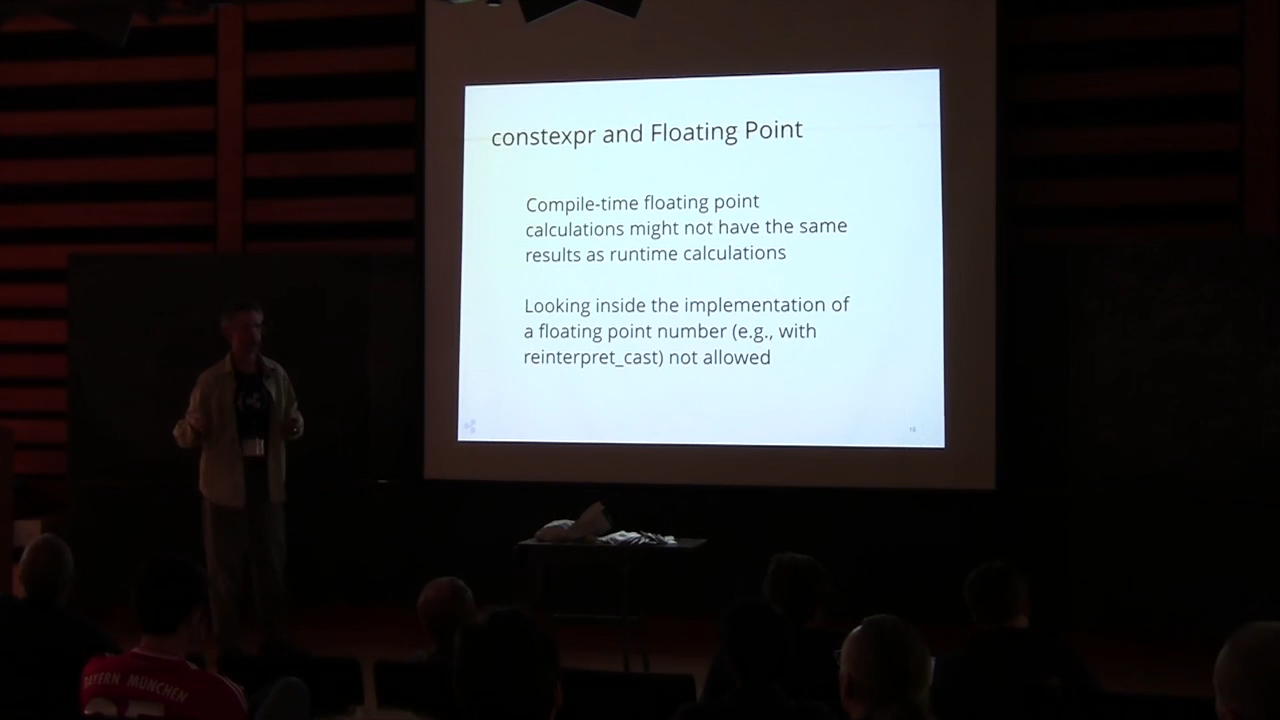 constexpr and Floating Point
Compile-time floating point
calculations might not have the same
results as runtime calculations
Looking inside the implementation of
a floating point number (e.g., with
reinterpret_cast) not allowed
BAYERN MÜNCHEN